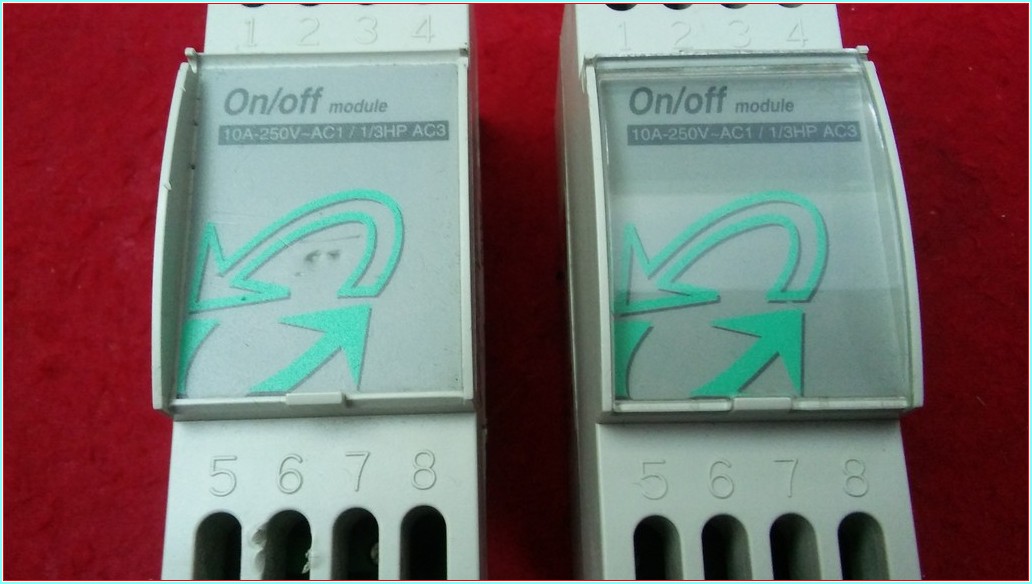 1 2 3 4
On/off module
10A-250V~AC1 / 1/3HP AC3
5 6 7 8
1 2 3 4
On/off module
10A-250V~AC1 / 1/3HP AC3
5 6 7 8